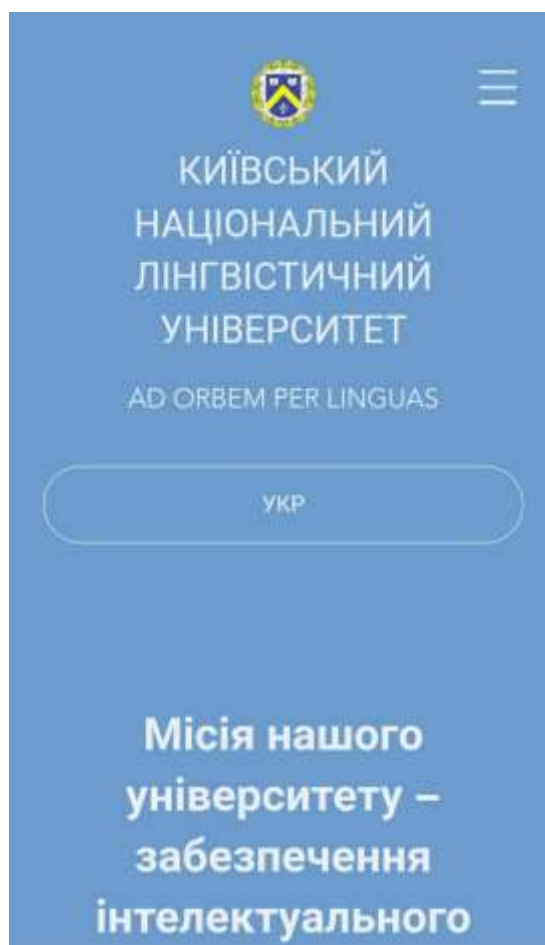 КИЇВСЬКИЙ
НАЦІОНАЛЬНИЙ
ЛІНГВІСТИЧНИЙ
УНІВЕРСИТЕТ
AD ORBEM PER LINGUAS
УКР
Місія нашого
університету –
забезпечення
інтелектуального